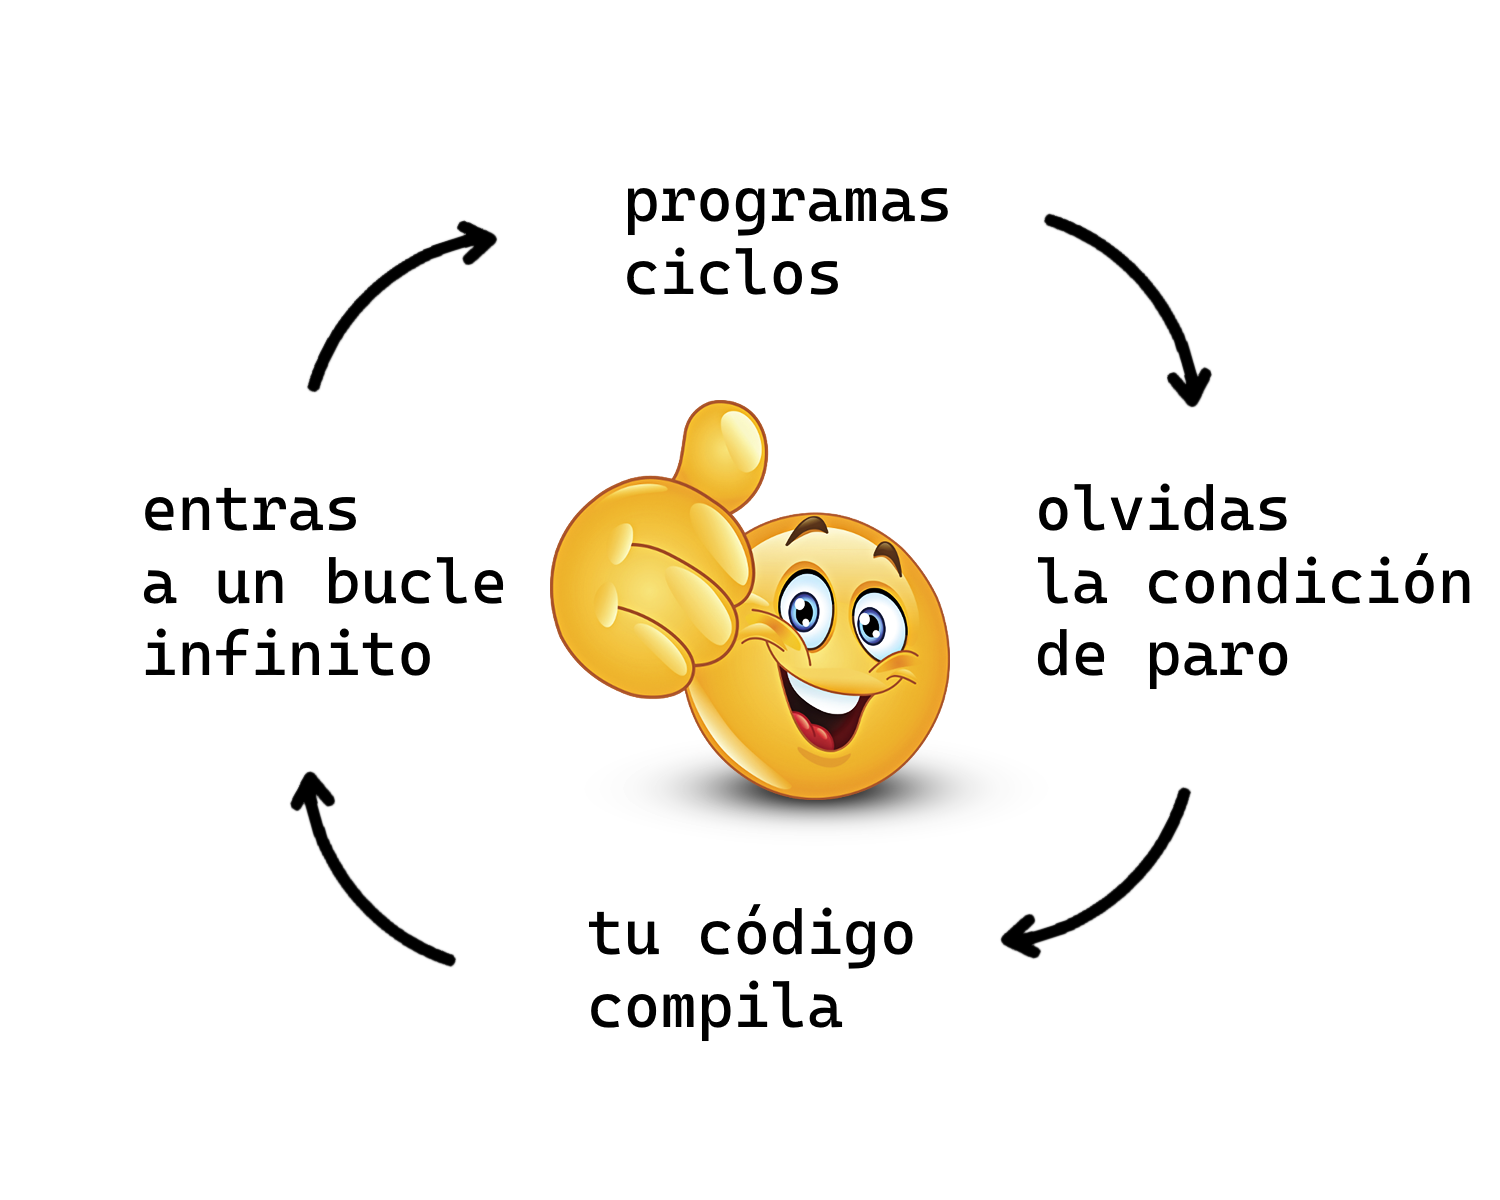 programas
ciclos
olvidas
la condición
de paro
tu código
compila
entras
a un bucle
infinito